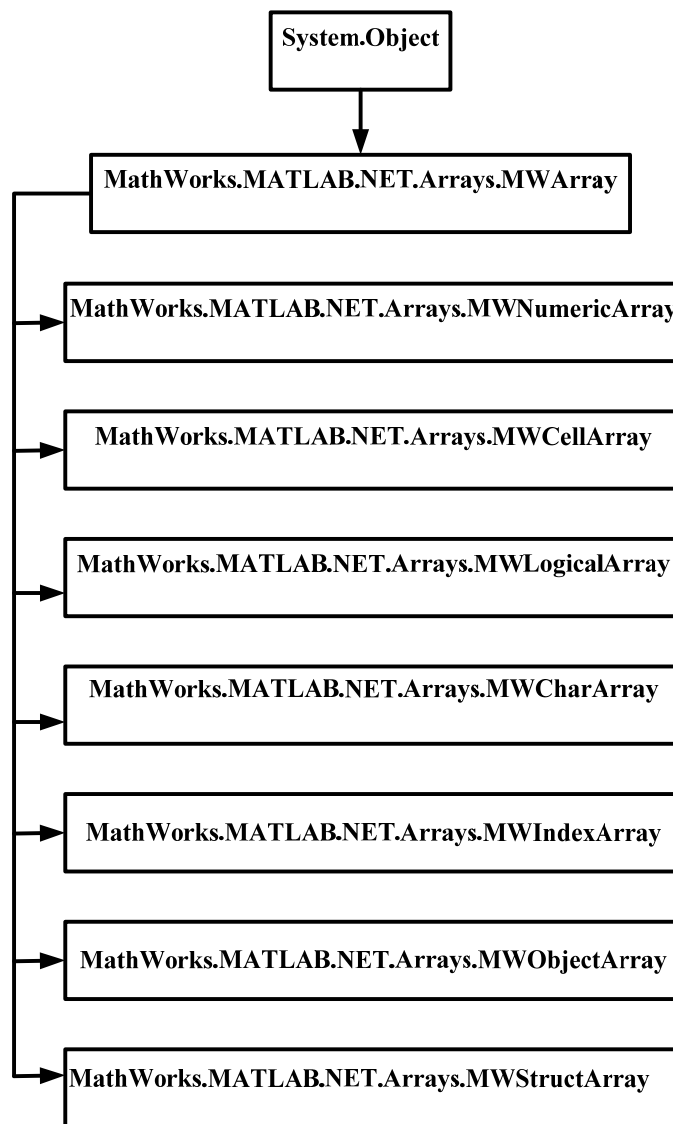 System.Object
MathWorks.MATLAB.NET.Arrays.MWArray
MathWorks.MATLAB.NET.Arrays.MWNumericArray
MathWorks.MATLAB.NET.Arrays.MWCellArray
MathWorks.MATLAB.NET.Arrays.MWLogicalArray
MathWorks.MATLAB.NET.Arrays.MWCharArray
MathWorks.MATLAB.NET.Arrays.MWIndexArray
MathWorks.MATLAB.NET.Arrays.MWObjectArray
MathWorks.MATLAB.NET.Arrays.MWStructArray